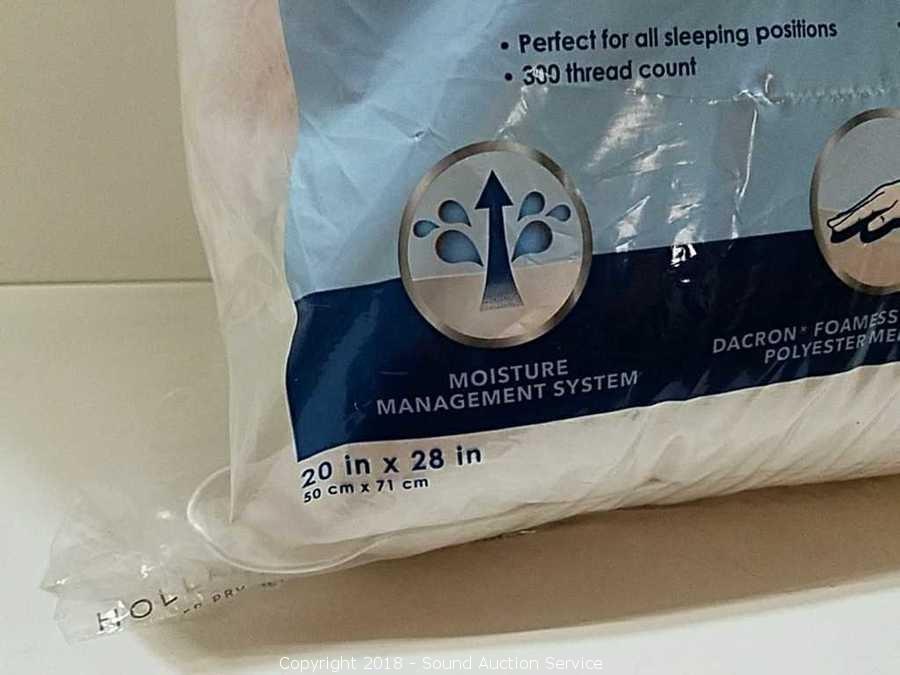 • Perfect for all sleeping positions
• 300 thread count
MOISTURE
MANAGEMENT SYSTEM
DACRON®
POLYESTER
20 in x 28 in
50 cm x 71 cm
Copyright 2018 - Sound Auction Service